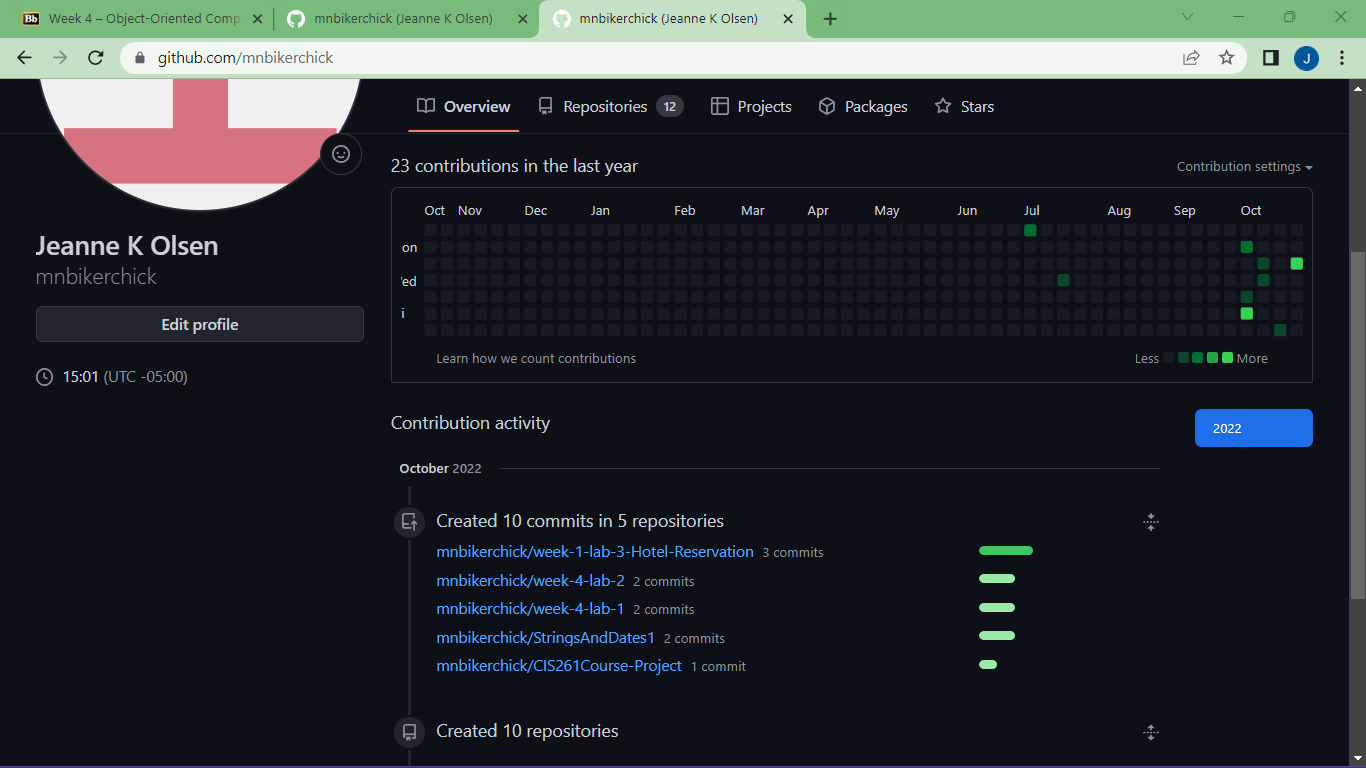 Bb Week 4 – Object-Oriented Comp
mnbikerchick (Jeanne K Olsen)
mnbikerchick (Jeanne K Olsen)
github.com/mnbikerchick
J
Overview
Repositories 12
Projects
Packages
Stars
Jeanne K Olsen
mnbikerchick
Edit profile
15:01 (UTC -05:00)
23 contributions in the last year
Contribution settings
Oct Nov Dec Jan Feb Mar Apr May Jun Jul Aug Sep Oct
on
Wed
i
Learn how we count contributions
Less More
Contribution activity
2022
October 2022
Created 10 commits in 5 repositories
mnbikerchick/week-1-lab-3-Hotel-Reservation 3 commits
mnbikerchick/week-4-lab-2 2 commits
mnbikerchick/week-4-lab-1 2 commits
mnbikerchick/StringsAndDates1 2 commits
mnbikerchick/CIS261Course-Project 1 commit
Created 10 repositories